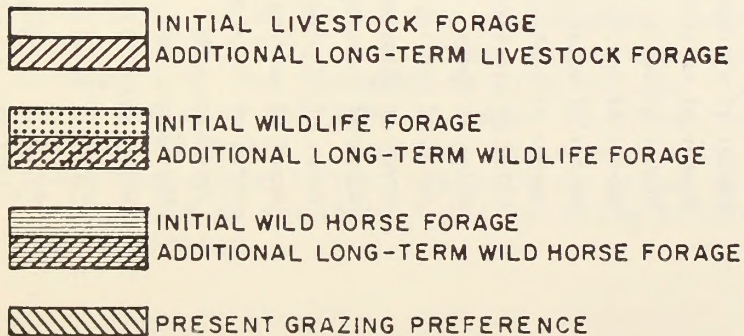 INITIAL LIVESTOCK FORAGE
ADDITIONAL LONG-TERM LIVESTOCK FORAGE
INITIAL WILDLIFE FORAGE
ADDITIONAL LONG-TERM WILDLIFE FORAGE
INITIAL WILD HORSE FORAGE
ADDITIONAL LONG-TERM WILD HORSE FORAGE
PRESENT GRAZING PREFERENCE